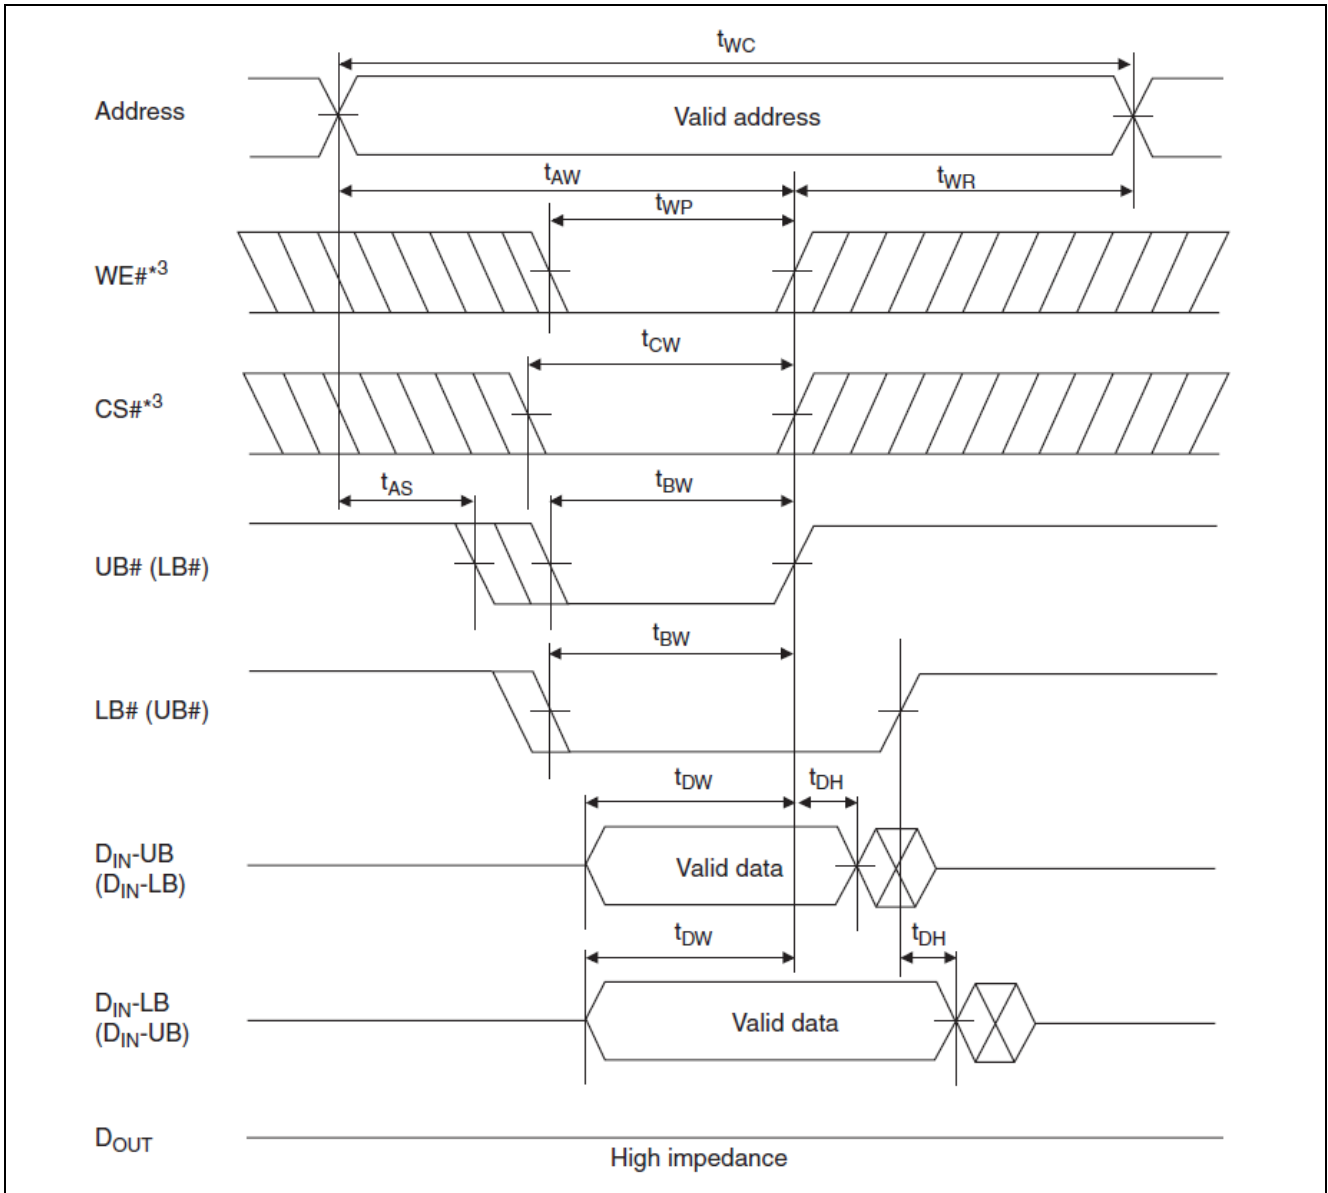 tWC
Address
Valid address
tAW
tWR
tWP
WE#*3
tCW
CS#*3
tAS
tBW
UB# (LB#)
tBW
LB# (UB#)
tDW
tDH
DIN-UB
(DIN-LB)
Valid data
tDW
tDH
DIN-LB
(DIN-UB)
Valid data
DOUT
High impedance